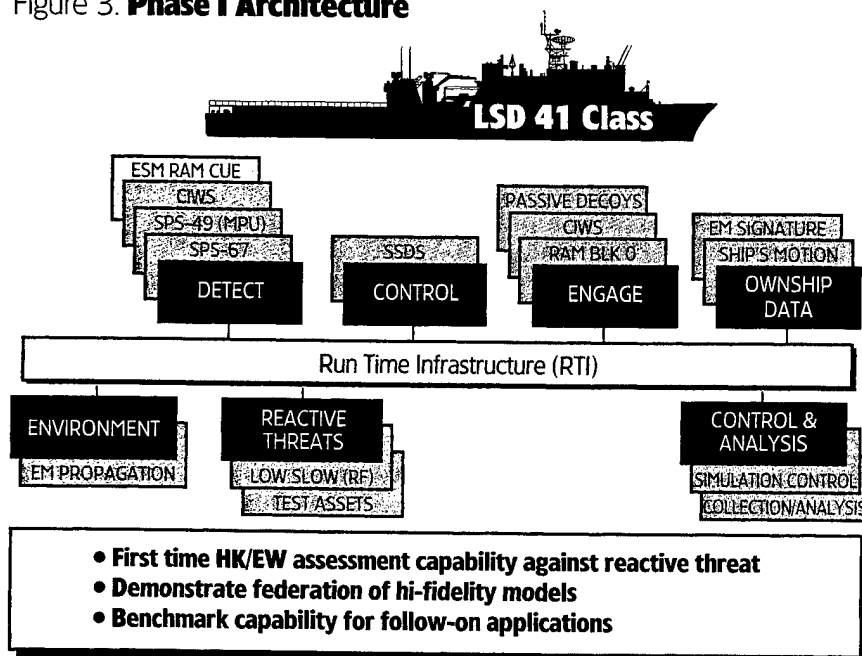 Figure 3. Phase I Architecture
LSD 41 Class
ESM RAM CUE
CIWS
SPS-49 (MPU)
SPS-67
DETECT
SSDS
CONTROL
PASSIVE DECOYS
CIWS
RAM BLK 0
ENGAGE
EM SIGNATURE
SHIP'S MOTION
OWNSHIP
DATA
Run Time Infrastructure (RTI)
ENVIRONMENT
EM PROPAGATION
REACTIVE
THREATS
LOW SLOW (RF)
TEST ASSETS
CONTROL &
ANALYSIS
SIMULATION CONTROL
COLLECTION/ANALYSIS
• First time HK/EW assessment capability against reactive threat
• Demonstrate federation of hi-fidelity models
• Benchmark capability for follow-on applications